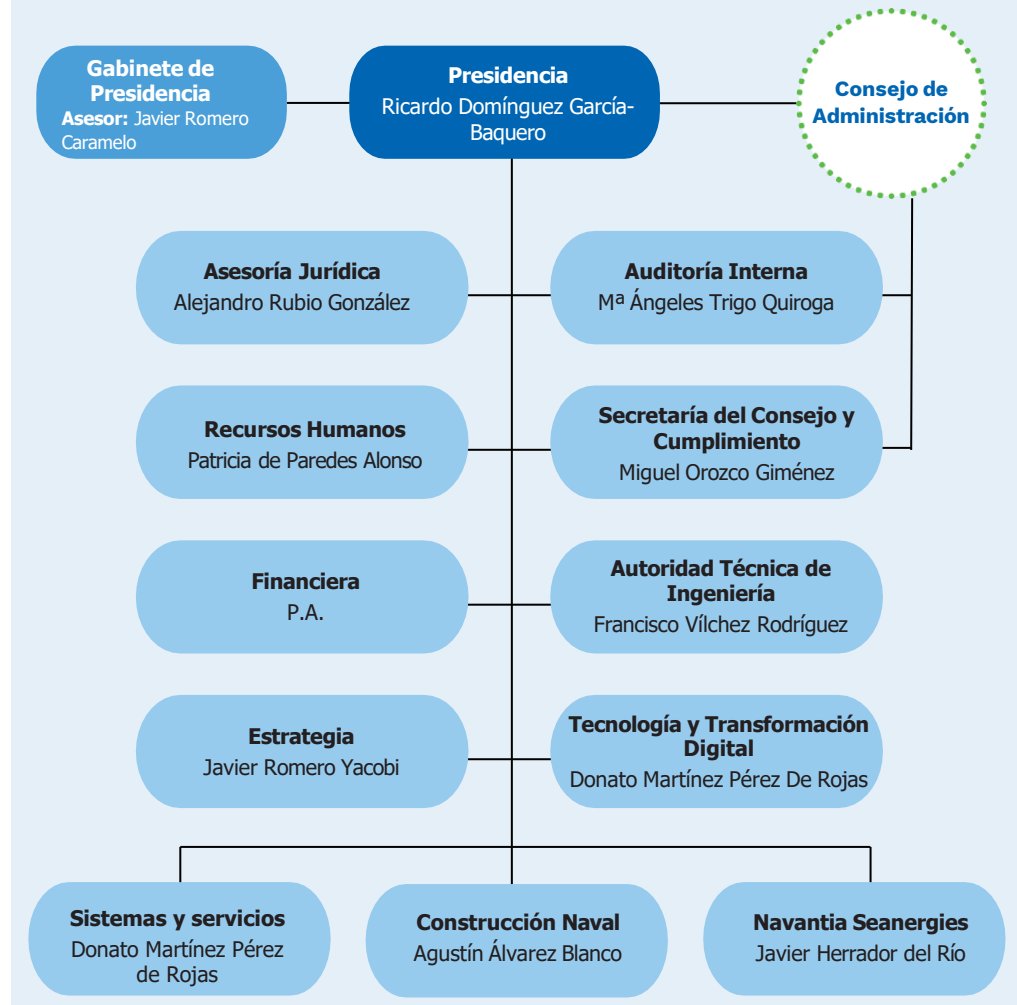 Gabinete de
Presidencia
Asesor: Javier Romero
Caramelo
Presidencia
Ricardo Domínguez García-
Baquero
Consejo de
Administración
Asesoría Jurídica
Alejandro Rubio González
Auditoría Interna
Mª Ángeles Trigo Quiroga
Recursos Humanos
Patricia de Paredes Alonso
Secretaría del Consejo y
Cumplimiento
Miguel Orozco Giménez
Financiera
P.A.
Autoridad Técnica de
Ingeniería
Francisco Vílchez Rodríguez
Estrategia
Javier Romero Yacobi
Tecnología y Transformación
Digital
Donato Martínez Pérez De Rojas
Sistemas y servicios
Donato Martínez Pérez
de Rojas
Construcción Naval
Agustín Álvarez Blanco
Navantia Seanergies
Javier Herrador del Río